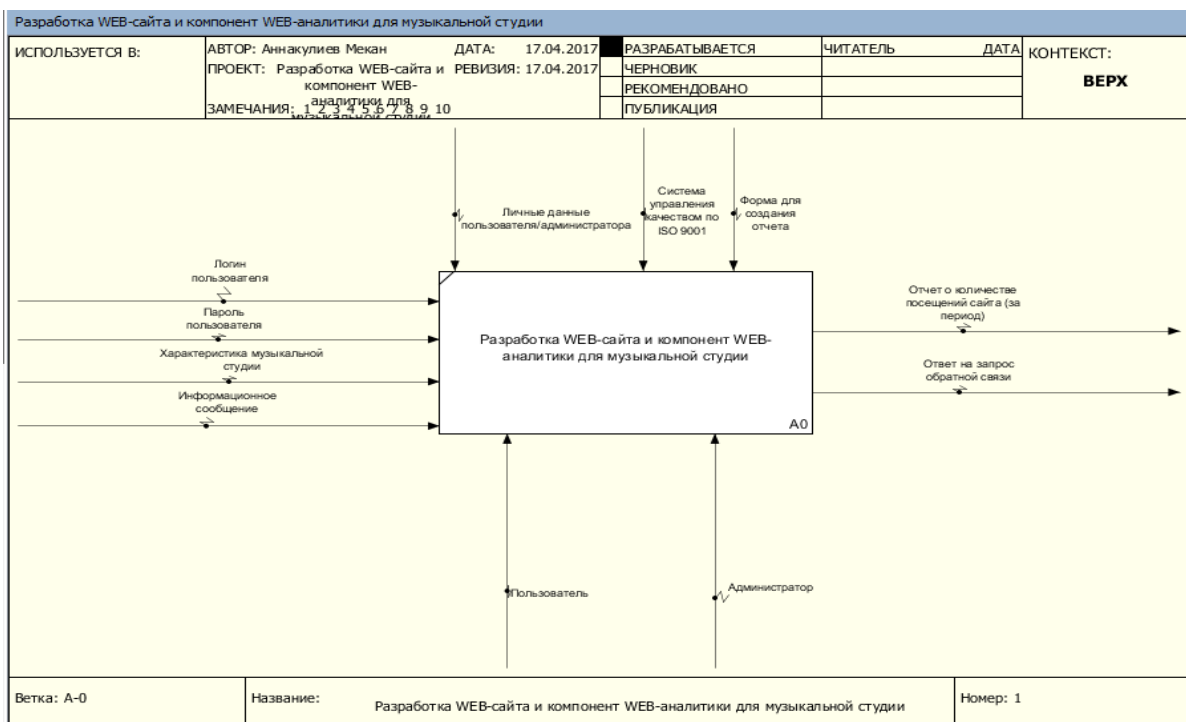 Разработка WEB-сайта и компонент WEB-аналитики для музыкальной студии
ИСПОЛЬЗУЕТСЯ В:
АВТОР: Аннакулиев Мекан
ДАТА: 17.04.2017
ПРОЕКТ: Разработка WEB-сайта и
компонент WEB-
аналитики для
музыкальной студии
РЕВИЗИЯ: 17.04.2017
ЗАМЕЧАНИЯ: 1 2 3 4 5 6 7 8 9 10
РАЗРАБАТЫВАЕТСЯ
ЧЕРНОВИК
РЕКОМЕНДОВАНО
ПУБЛИКАЦИЯ
ЧИТАТЕЛЬ
ДАТА
КОНТЕКСТ:
ВЕРХ
Личные данные
пользователя/администратора
Система
управления
качеством по
ISO 9001
Форма для
создания
отчета
Логин
пользователя
Пароль
пользователя
Характеристика музыкальной
студии
Информационное
сообщение
Разработка WEB-сайта и компонент WEB-
аналитики для музыкальной студии
A0
Отчет о количестве
посещений сайта (за
период)
Ответ на запрос
обратной связи
Пользователь
Администратор
Ветка: A-0
Название:
Разработка WEB-сайта и компонент WEB-аналитики для музыкальной студии
Номер: 1